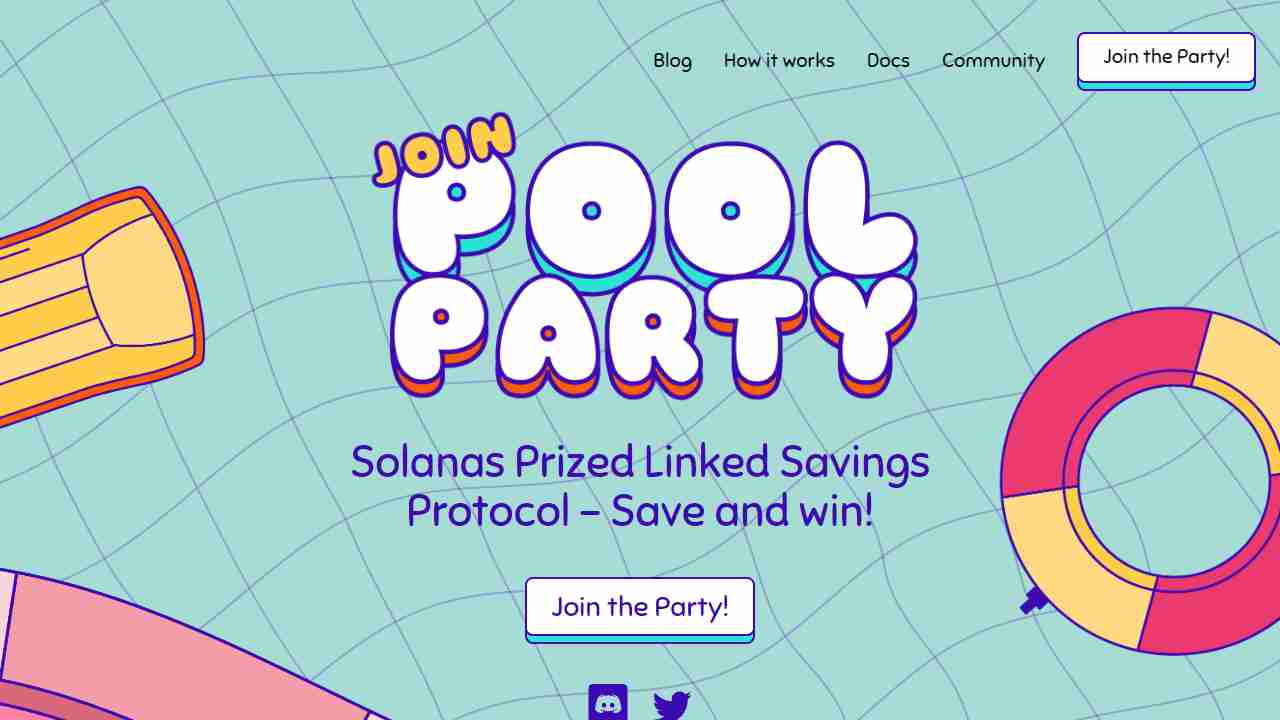 Blog How it works Docs Community Join the Party!
JOIN
POOL
PARTY
Solanas Prized Linked Savings
Protocol – Save and win!
Join the Party!